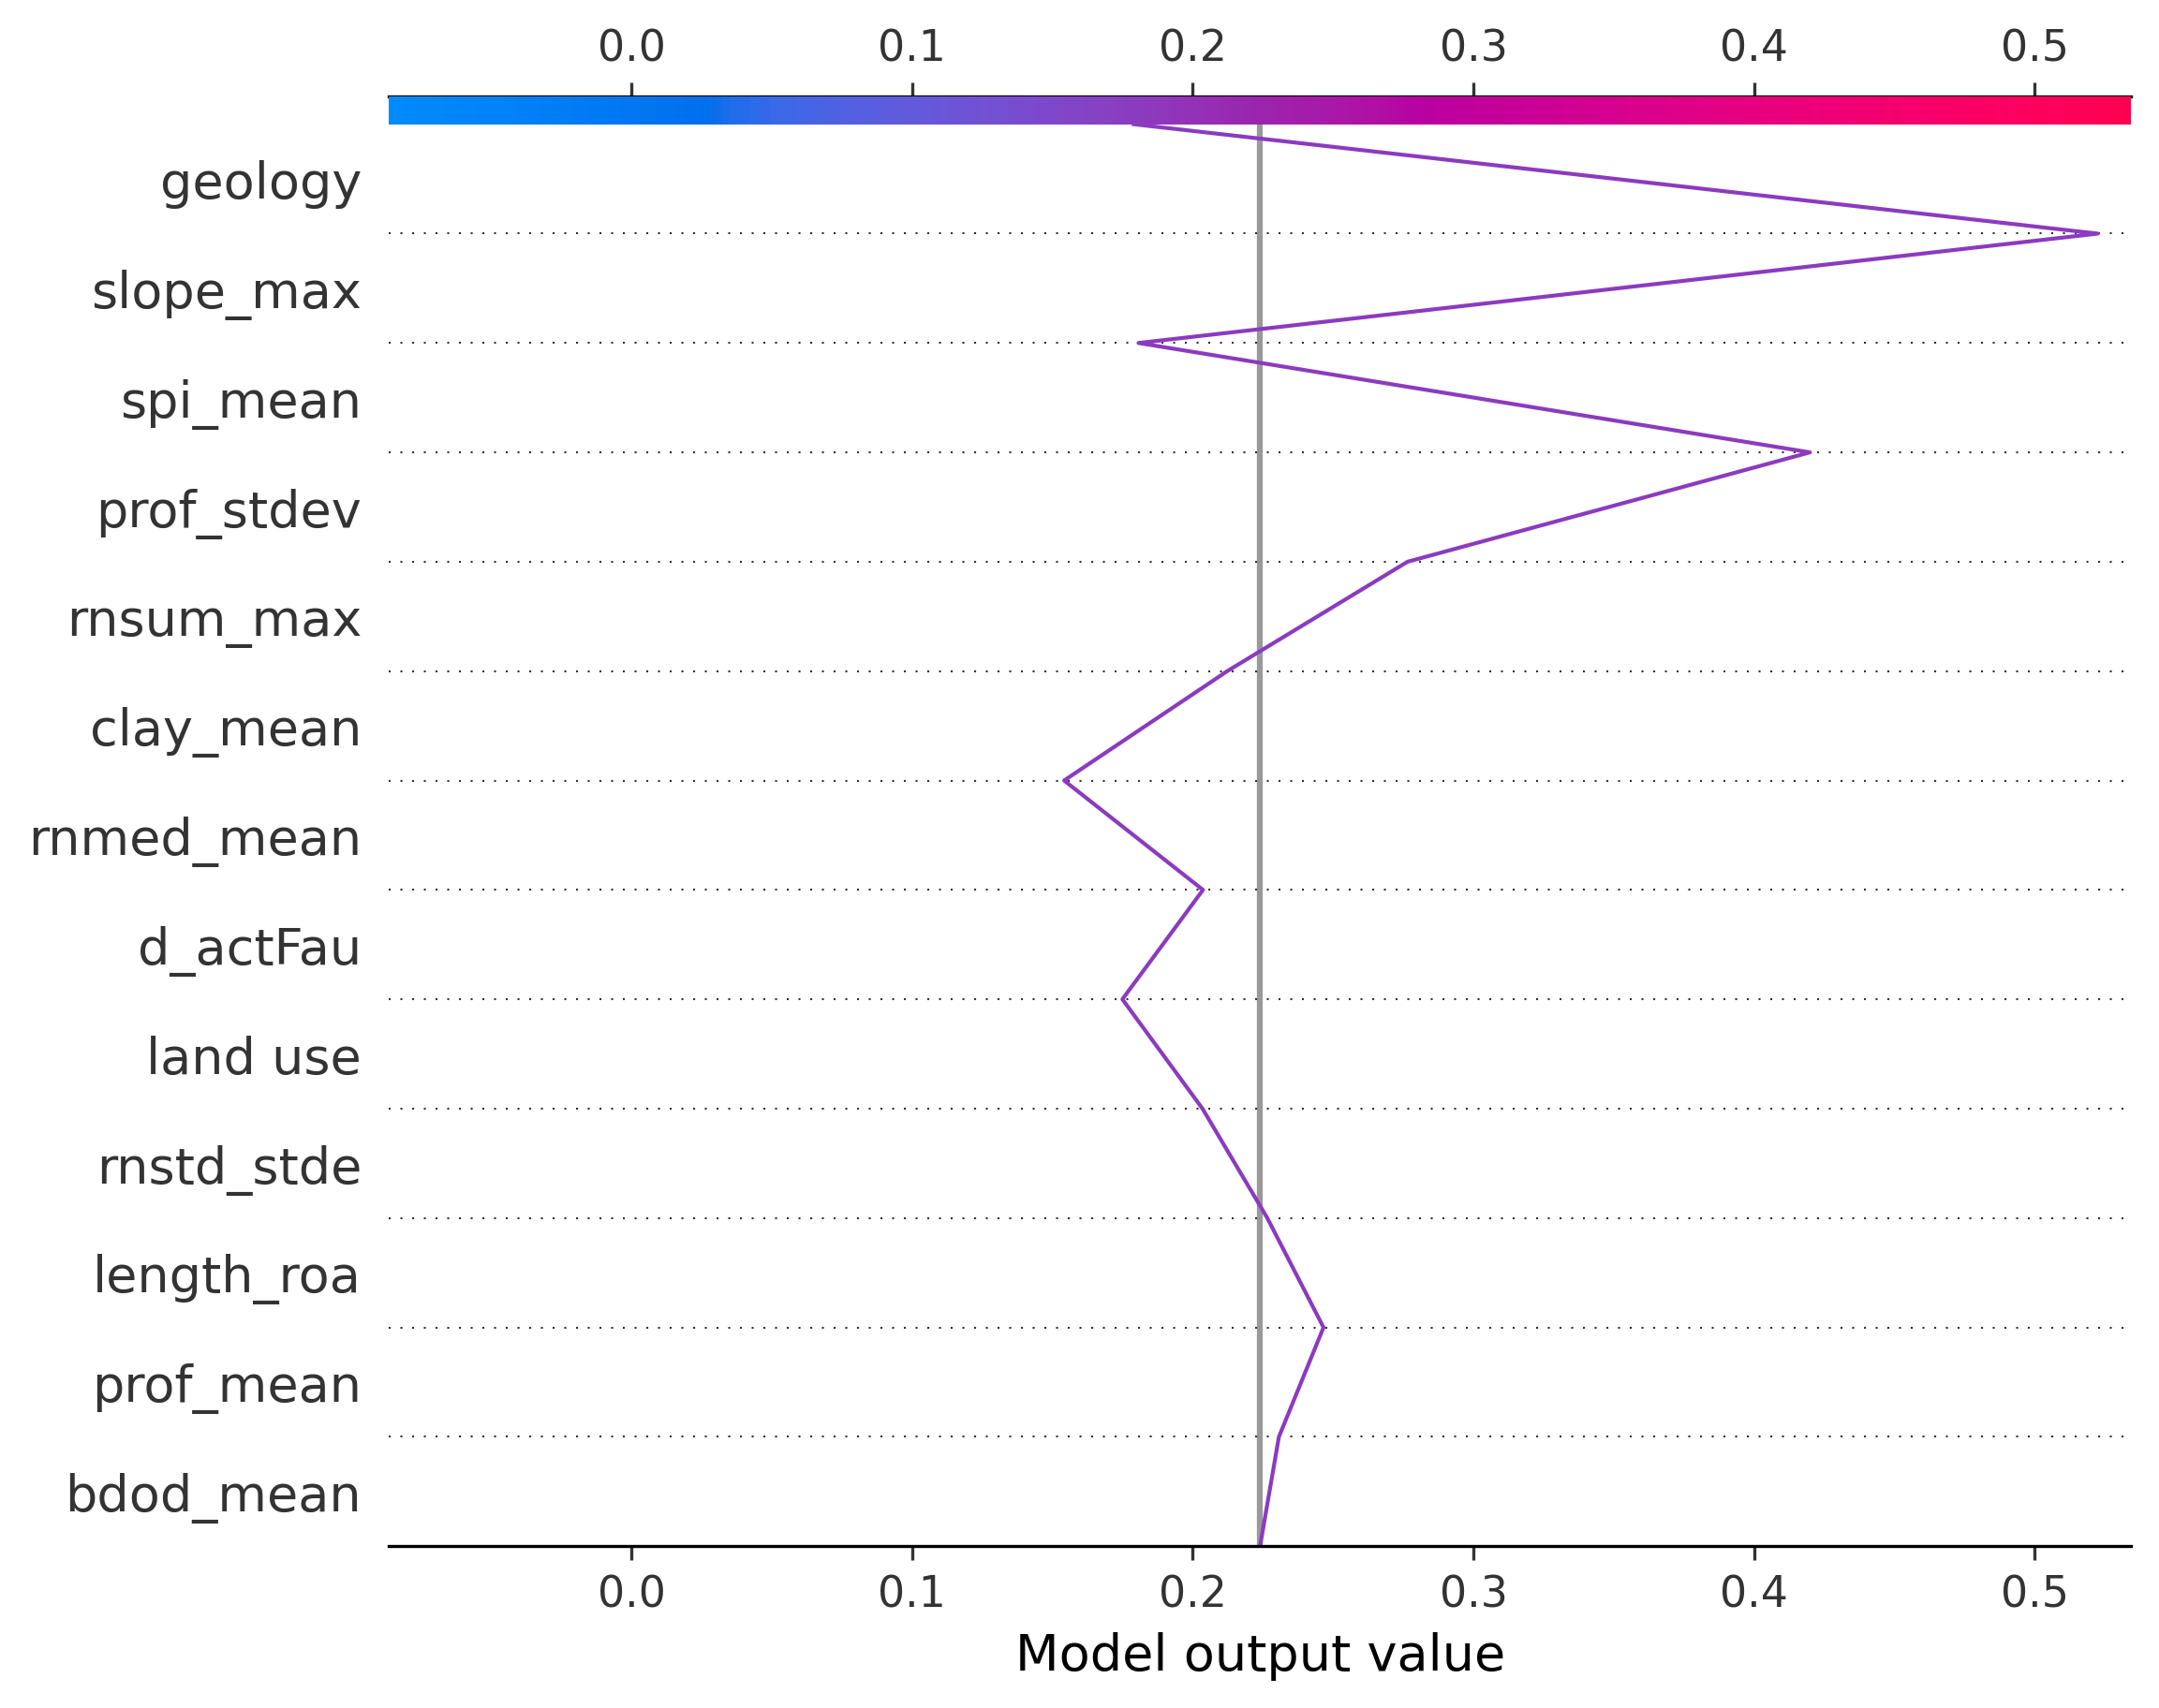 0.0 0.1 0.2 0.3 0.4 0.5
geology
slope_max
spi_mean
prof_stdev
rnsum_max
clay_mean
rnmed_mean
d_actFau
land use
rnstd_stde
length_roa
prof_mean
bdod_mean
0.0 0.1 0.2 0.3 0.4 0.5
Model output value